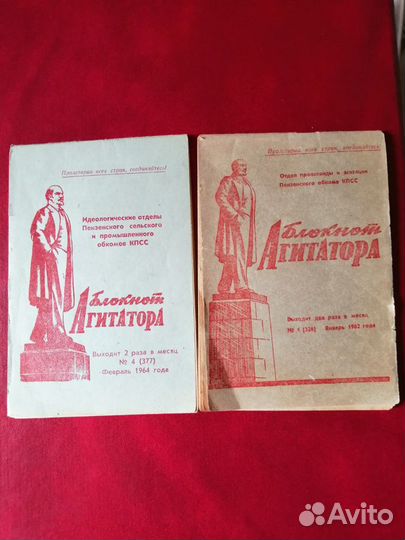 Пролетарии всех стран, соединяйтесь!
Идеологические отделы
Пензенского сельского
и промышленного
обкомов КПСС
Блокнот
АГИТАТОРА
Выходит 2 раза в месяц
№ 4 (377)
Февраль 1964 года
Пролетарии всех стран, соединяйтесь!
Отдел пропаганды и агитации
Пензенского обкома КПСС
Блокнот
АГИТАТОРА
Выходит два раза в месяц
Январь 1962 года
Avito